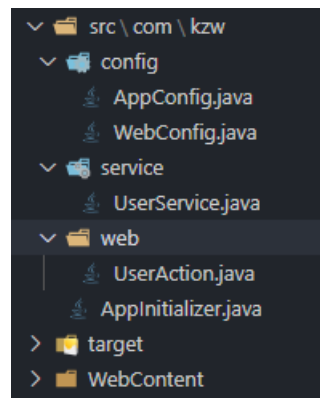 src \ com \ kzw
config
AppConfig.java
WebConfig.java
service
UserService.java
web
UserAction.java
AppInitializer.java
target
WebContent